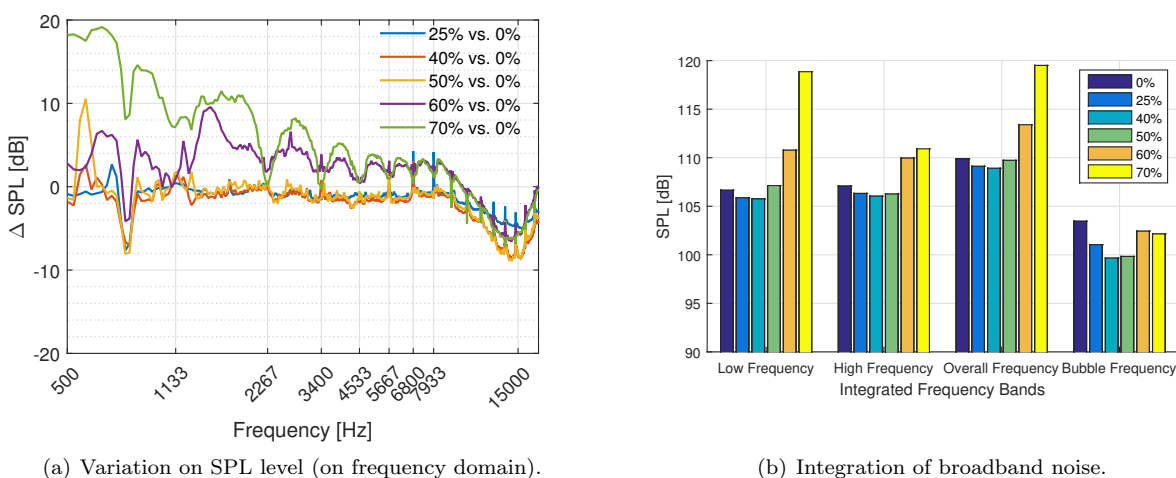 20
10
0
-10
-20
Δ SPL [dB]
25% vs. 0%
40% vs. 0%
50% vs. 0%
60% vs. 0%
70% vs. 0%
500
1133
2267
3400
4533
5667
6800
7933
15000
Frequency [Hz]
(a) Variation on SPL level (on frequency domain).
120
115
110
105
100
95
90
SPL [dB]
0%
25%
40%
50%
60%
70%
Low Frequency High Frequency Overall Frequency Bubble Frequency
Integrated Frequency Bands
(b) Integration of broadband noise.